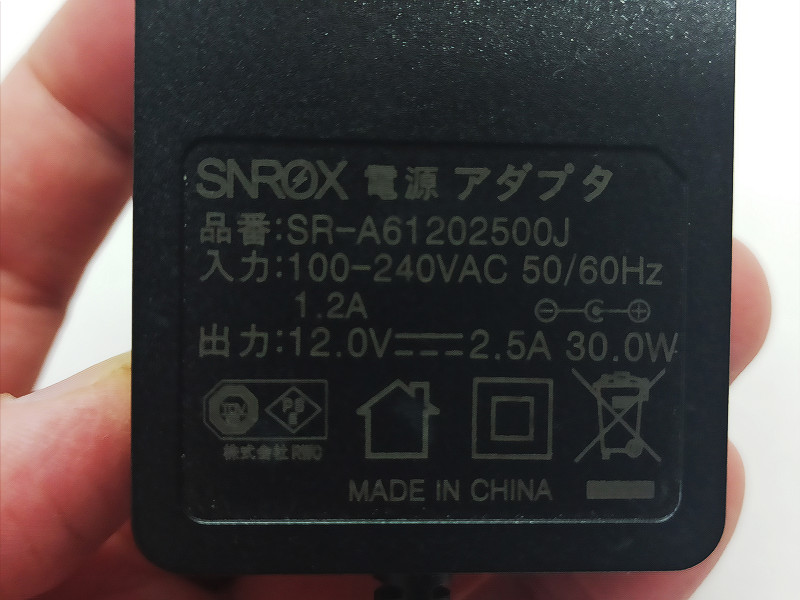 SNROX 電源 アダプタ
品番:SR-A61202500J
入力:100-240VAC 50/60Hz
1.2A
出力:12.0V⎓2.5A 30.0W
PS
E
株式会社
MADE IN CHINA